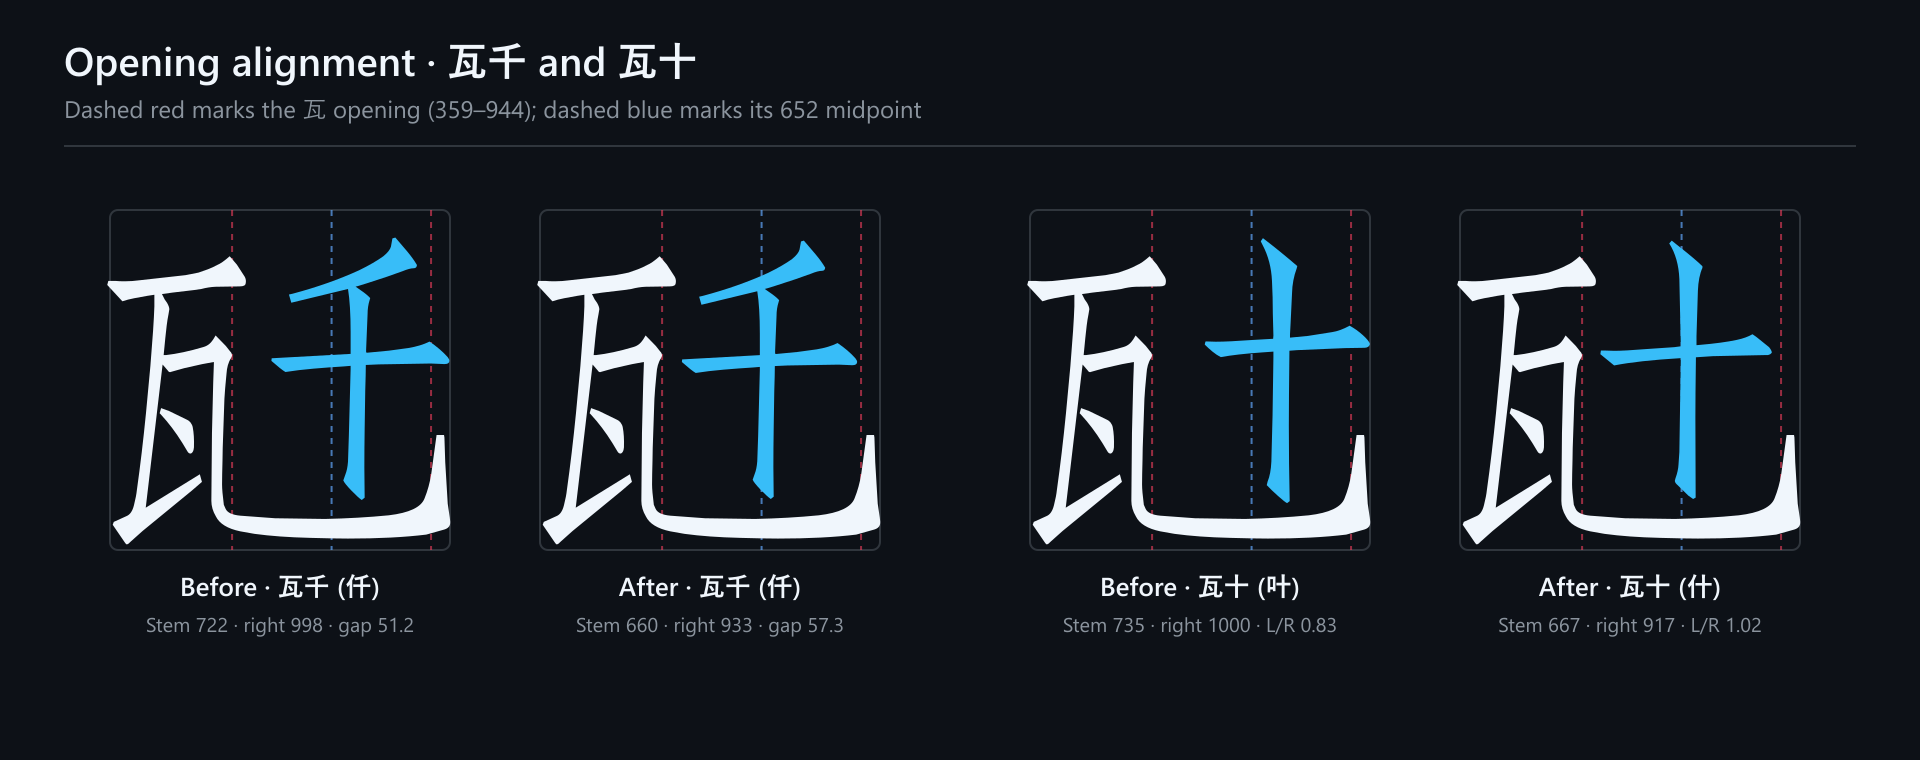 Opening alignment · 瓦千 and 瓦十
Dashed red marks the 瓦 opening (359–944); dashed blue marks its 652 midpoint
Before · 瓦千 (仟)
Stem 722 · right 998 · gap 51.2
After · 瓦千 (仟)
Stem 660 · right 933 · gap 57.3
Before · 瓦十 (叶)
Stem 735 · right 1000 · L/R 0.83
After · 瓦十 (什)
Stem 667 · right 917 · L/R 1.02